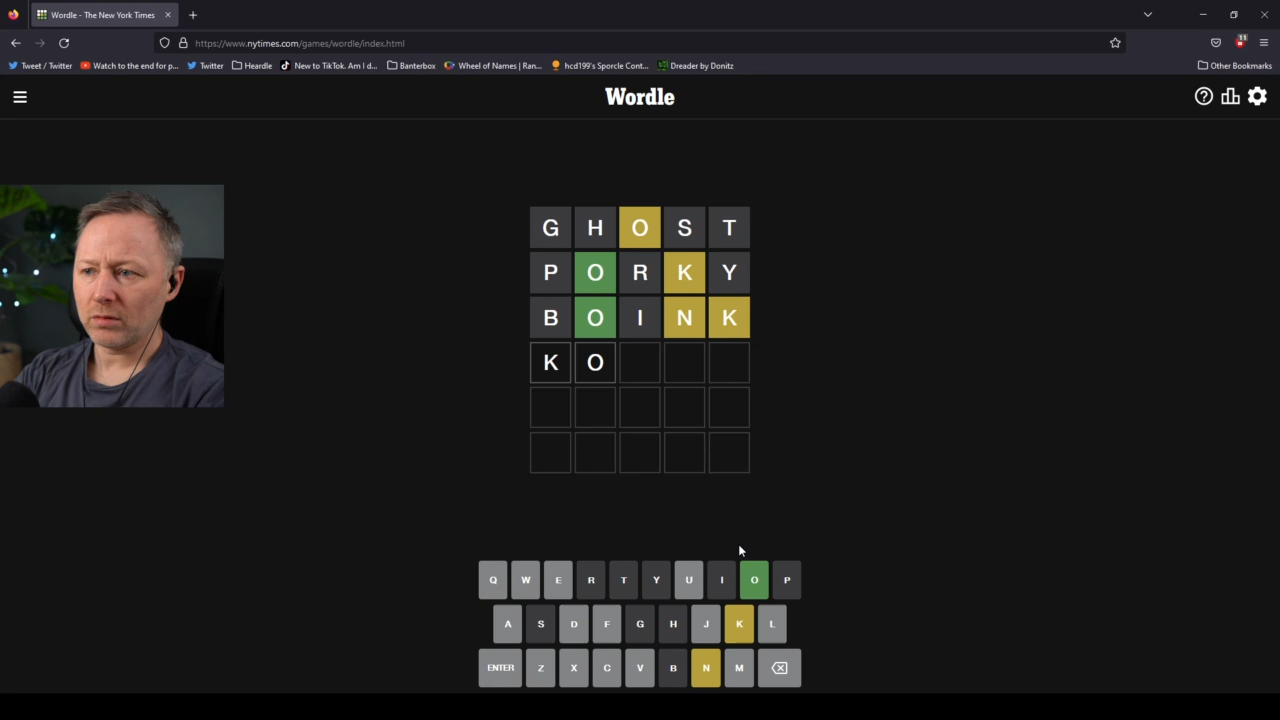 Wordle - The New York Times
https://www.nytimes.com/games/wordle/index.html
Tweet / Twitter Watch to the end for p... Twitter Heardle New to TikTok. Am I d... Banterbox Wheel of Names | Ran... hcd199's Sporcle Cont... Dreader by Donitz Other Bookmarks
11
Wordle
G H O S T
P O R K Y
B O I N K
K O
Q W E R T Y U I O P
A S D F G H J K L
ENTER Z X C V B N M